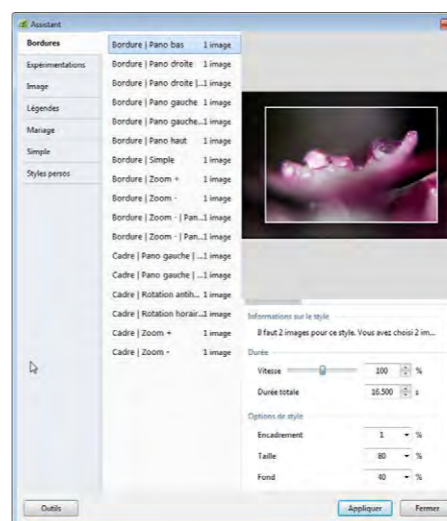 Assistant
Bordures
Expérimentations
Image
Légendes
Mariage
Simple
Styles persos
Bordure | Pano bas 1 image
Bordure | Pano droite 1 image
Bordure | Pano droite |...1 image
Bordure | Pano gauche 1 image
Bordure | Pano gauche...1 image
Bordure | Pano haut 1 image
Bordure | Simple 1 image
Bordure | Zoom + 1 image
Bordure | Zoom - 1 image
Bordure | Zoom - | Pan...1 image
Bordure | Zoom - | Pan...1 image
Cadre | Pano gauche | ...1 image
Cadre | Pano gauche | ...1 image
Cadre | Rotation antih... 1 image
Cadre | Rotation horair...1 image
Cadre | Zoom + 1 image
Cadre | Zoom - 1 image
Informations sur le style
Il faut 2 images pour ce style. Vous avez choisi 2 im...
Durée
Vitesse 100 %
Durée totale 16.500 s
Options de style
Encadrement 1 %
Taille 80 %
Fond 40 %
Outils
Appliquer
Fermer